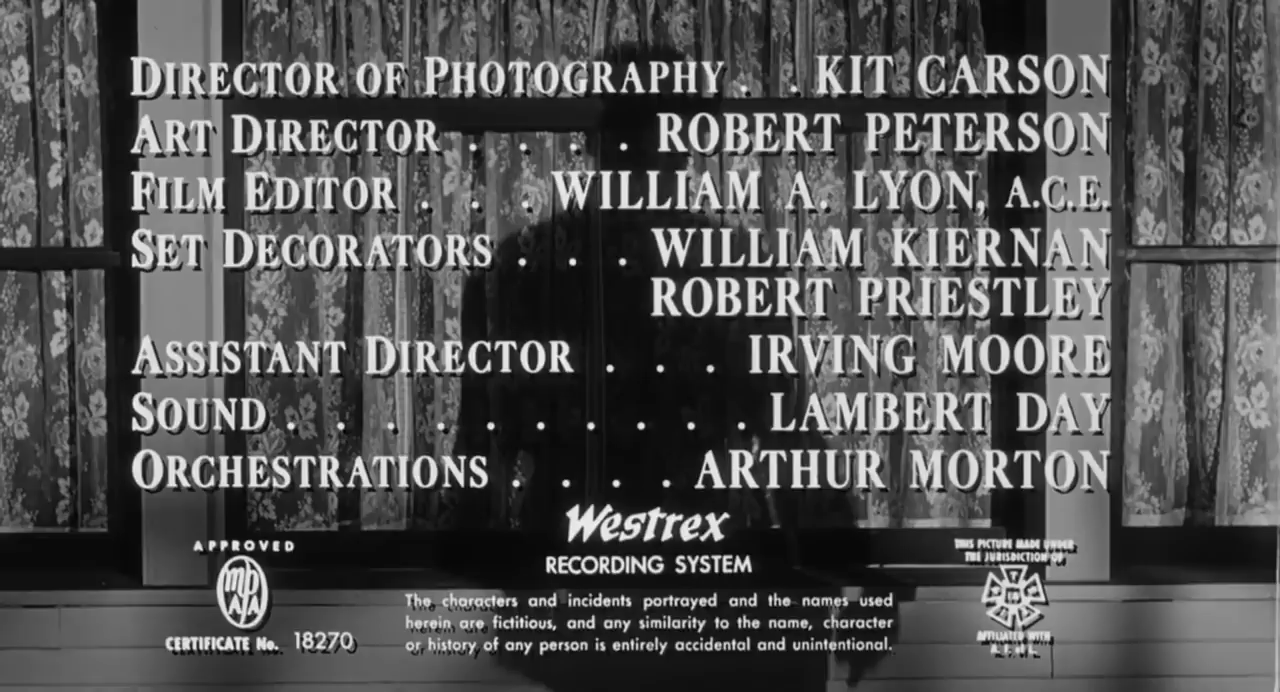 DIRECTOR OF PHOTOGRAPHY . . KIT CARSON
ART DIRECTOR . . . . ROBERT PETERSON
FILM EDITOR . . . WILLIAM A. LYON, A.C.E.
SET DECORATORS . . . WILLIAM KIERNAN
ROBERT PRIESTLEY
ASSISTANT DIRECTOR . . . IRVING MOORE
SOUND . . . . . . . . . . LAMBERT DAY
ORCHESTRATIONS . . . . ARTHUR MORTON
Westrex
RECORDING SYSTEM
APPROVED
MPAA
CERTIFICATE No. 18270
The characters and incidents portrayed and the names used
herein are fictitious, and any similarity to the name, character
or history of any person is entirely accidental and unintentional.
THIS PICTURE MADE UNDER
THE JURISDICTION OF
AFFILIATED WITH
A.F. of L.